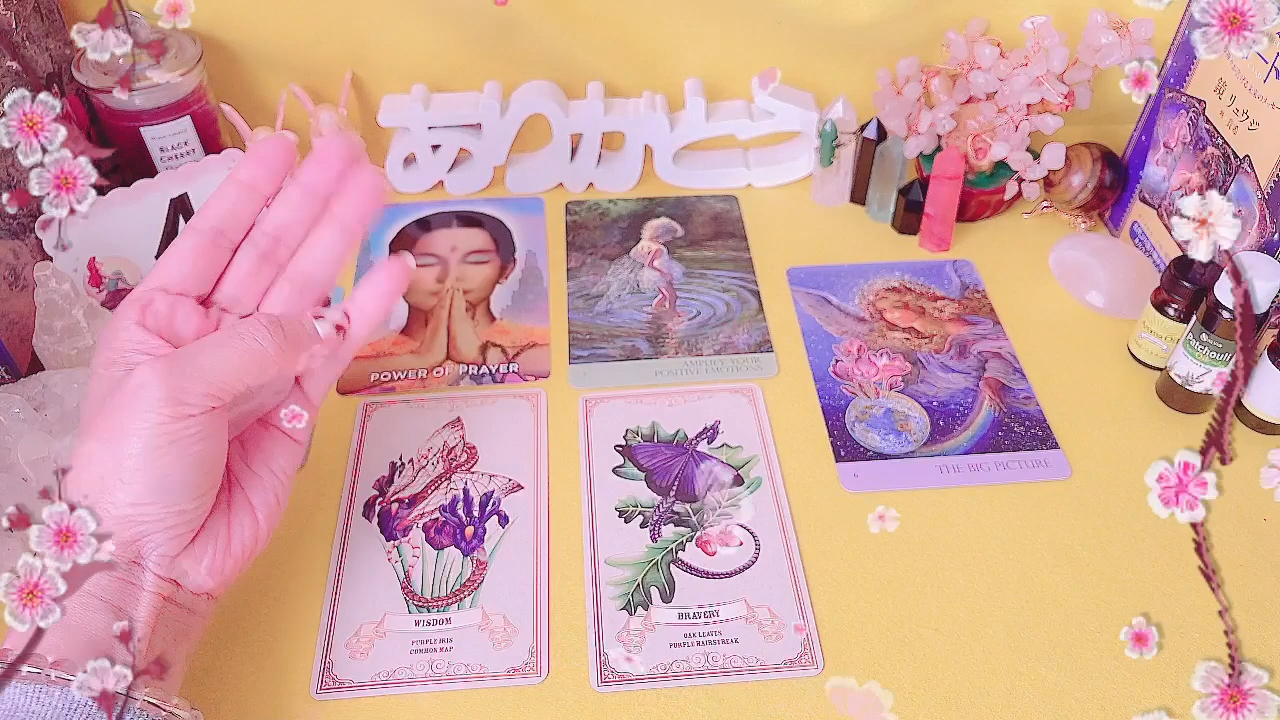 BLACK
CHERRY
ありがとう
POWER OF PRAYER
AMPLIFY YOUR
POSITIVE EMOTIONS
6
THE BIG PICTURE
WISDOM
PURPLE IRIS
COMMON MAP
BRAVERY
OAK LEAVES
PURPLE HAIRSTREAK
Patchouli